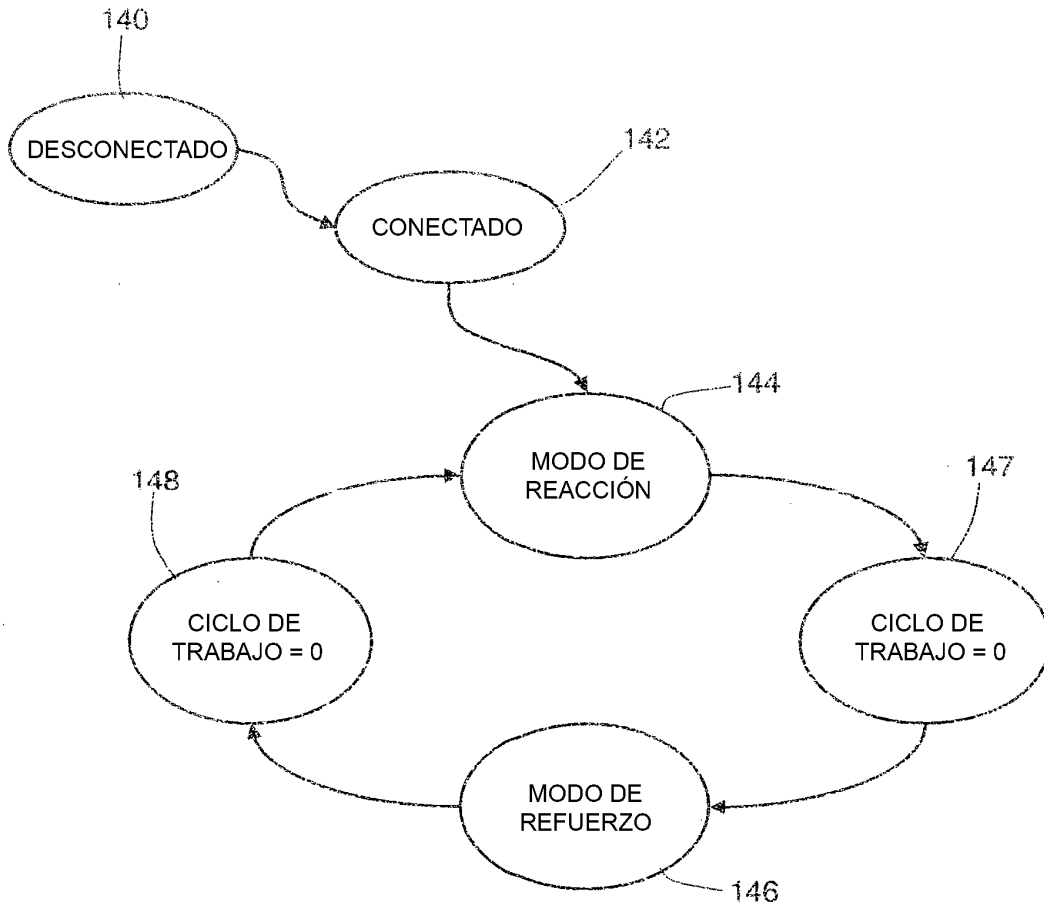 140
DESCONECTADO
142
CONECTADO
144
MODO DE
REACCIÓN
147
CICLO DE
TRABAJO = 0
148
CICLO DE
TRABAJO = 0
MODO DE
REFUERZO
146